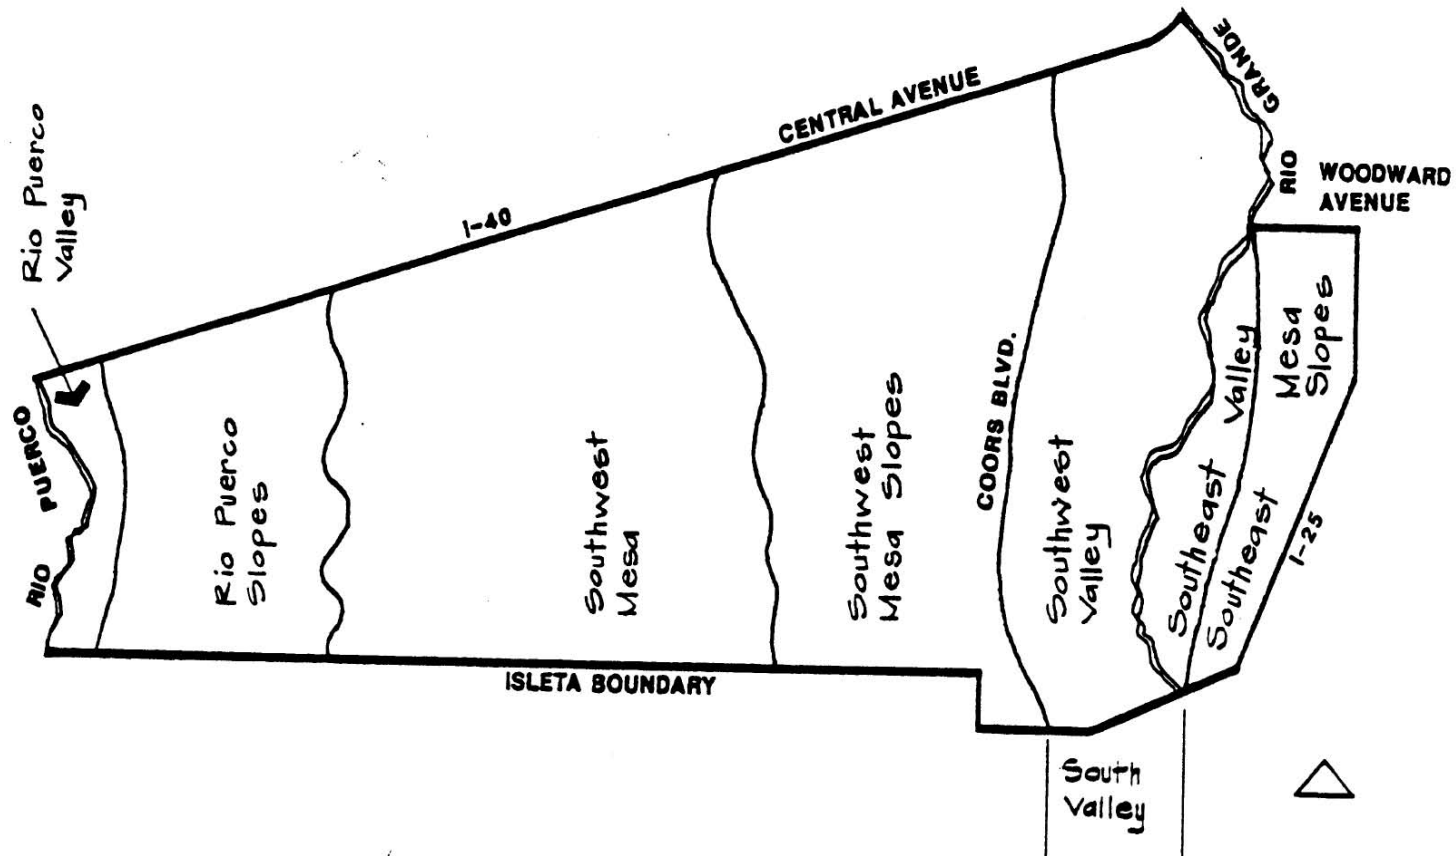 GRANDE
RIO
CENTRAL AVENUE
WOODWARD
AVENUE
Rio Puerco
Valley
I-40
Mesa
Slopes
COORS BLVD.
RIO PUERCO
Rio Puerco
Slopes
Southwest
Mesa
Southwest
Mesa Slopes
Southwest
Valley
Southeast Valley
Southeast
I-25
ISLETA BOUNDARY
South
Valley